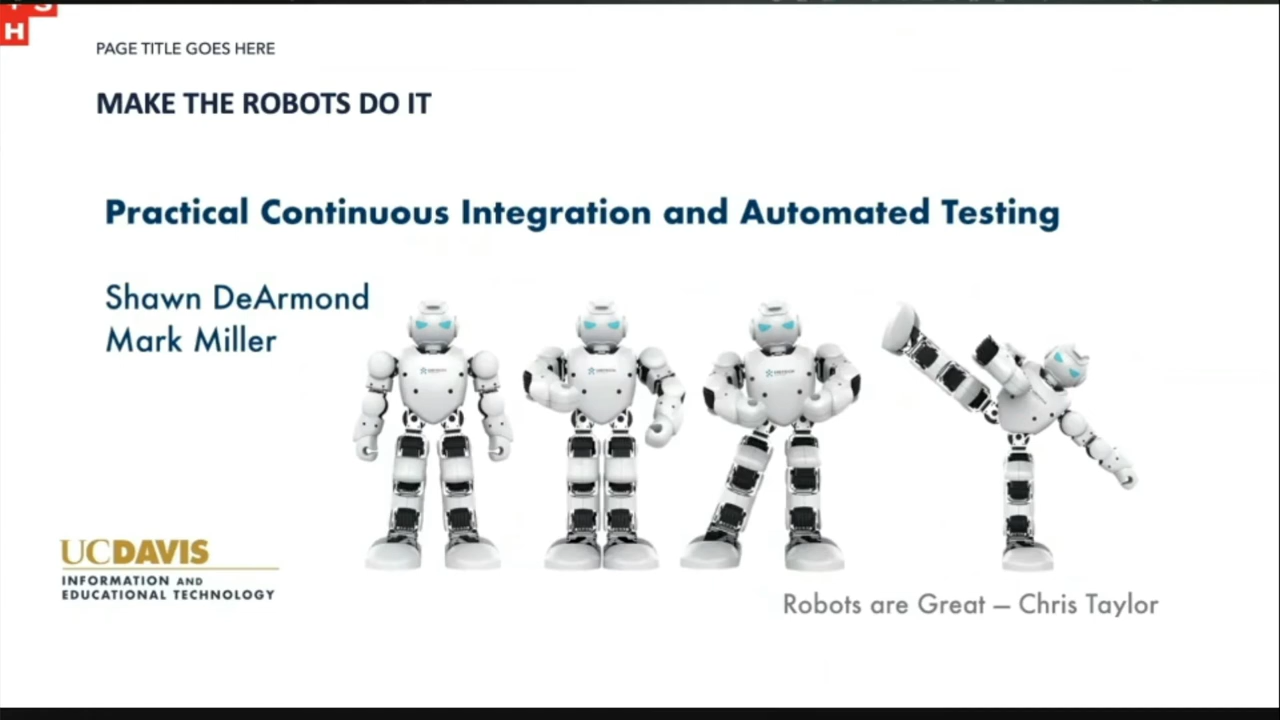 H
PAGE TITLE GOES HERE
MAKE THE ROBOTS DO IT
Practical Continuous Integration and Automated Testing
Shawn DeArmond
Mark Miller
UCDAVIS
INFORMATION AND
EDUCATIONAL TECHNOLOGY
Robots are Great – Chris Taylor